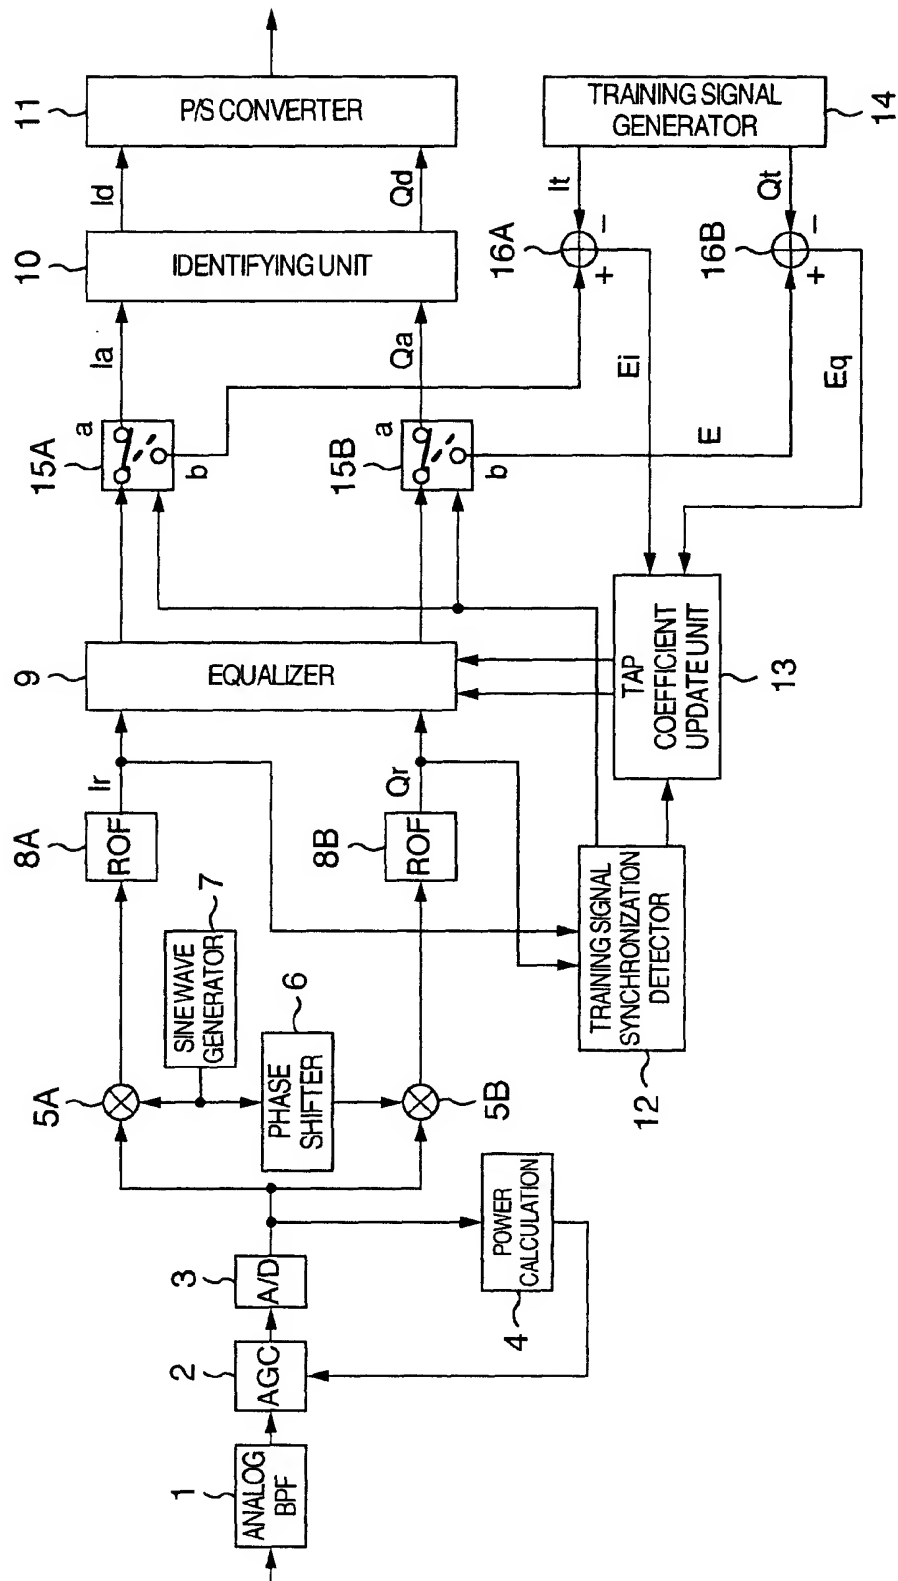 11
P/S CONVERTER
TRAINING SIGNAL
GENERATOR
14
Id
Qd
It
Qt
10
IDENTIFYING UNIT
16A
−
+
16B
−
+
Ia
Qa
Ei
Eq
15A
a
b
15B
a
b
E
9
EQUALIZER
TAP
COEFFICIENT
UPDATE UNIT
13
Ir
Qr
8A
ROF
8B
ROF
SINE WAVE
GENERATOR
7
TRAINING SIGNAL
SYNCHRONIZATION
DETECTOR
12
5A
PHASE
SHIFTER
6
5B
3
A/D
POWER
CALCULATION
4
2
AGC
1
ANALOG
BPF